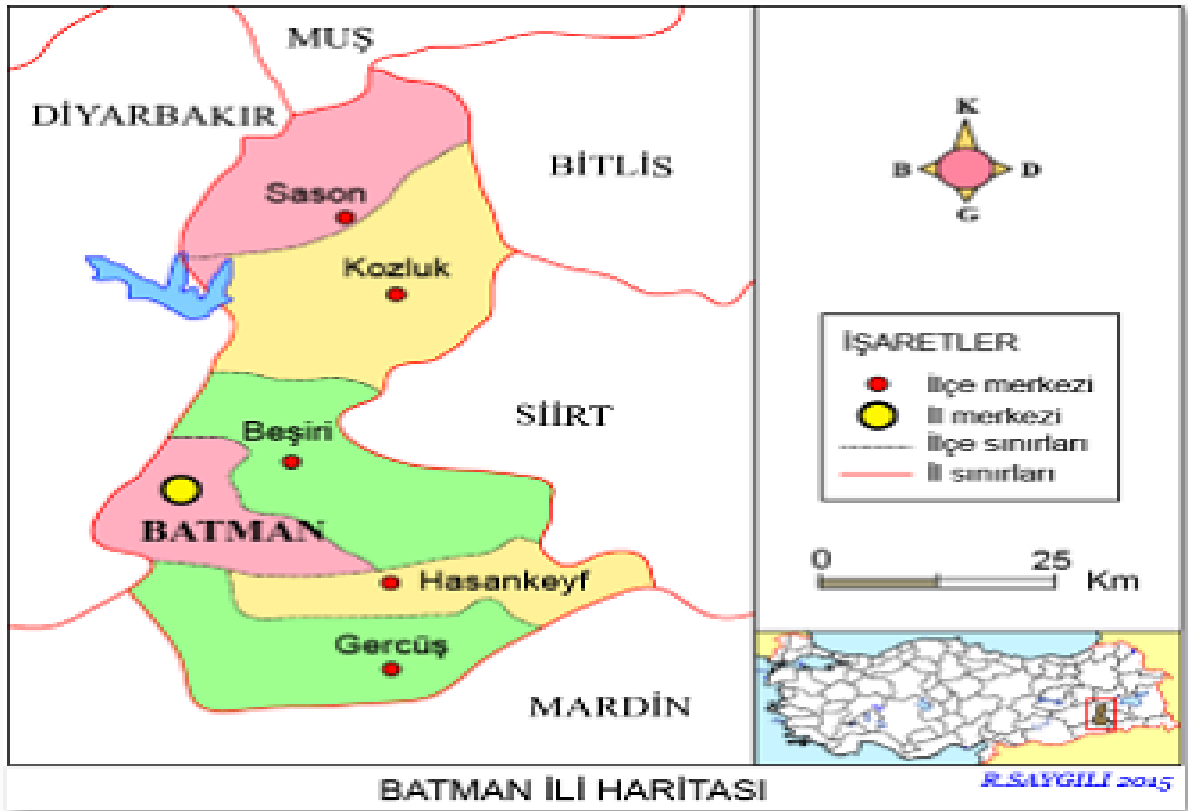 MUŞ
DİYARBAKIR
BİTLİS
Sason
Kozluk
SİİRT
Beşiri
BATMAN
Hasankeyf
Gercüş
MARDİN
K
B D
G
İŞARETLER
İlçe merkezi
İl merkezi
İlçe sınırları
İl sınırları
0 25
Km
BATMAN İLİ HARİTASI
R.SAYGILI 2015